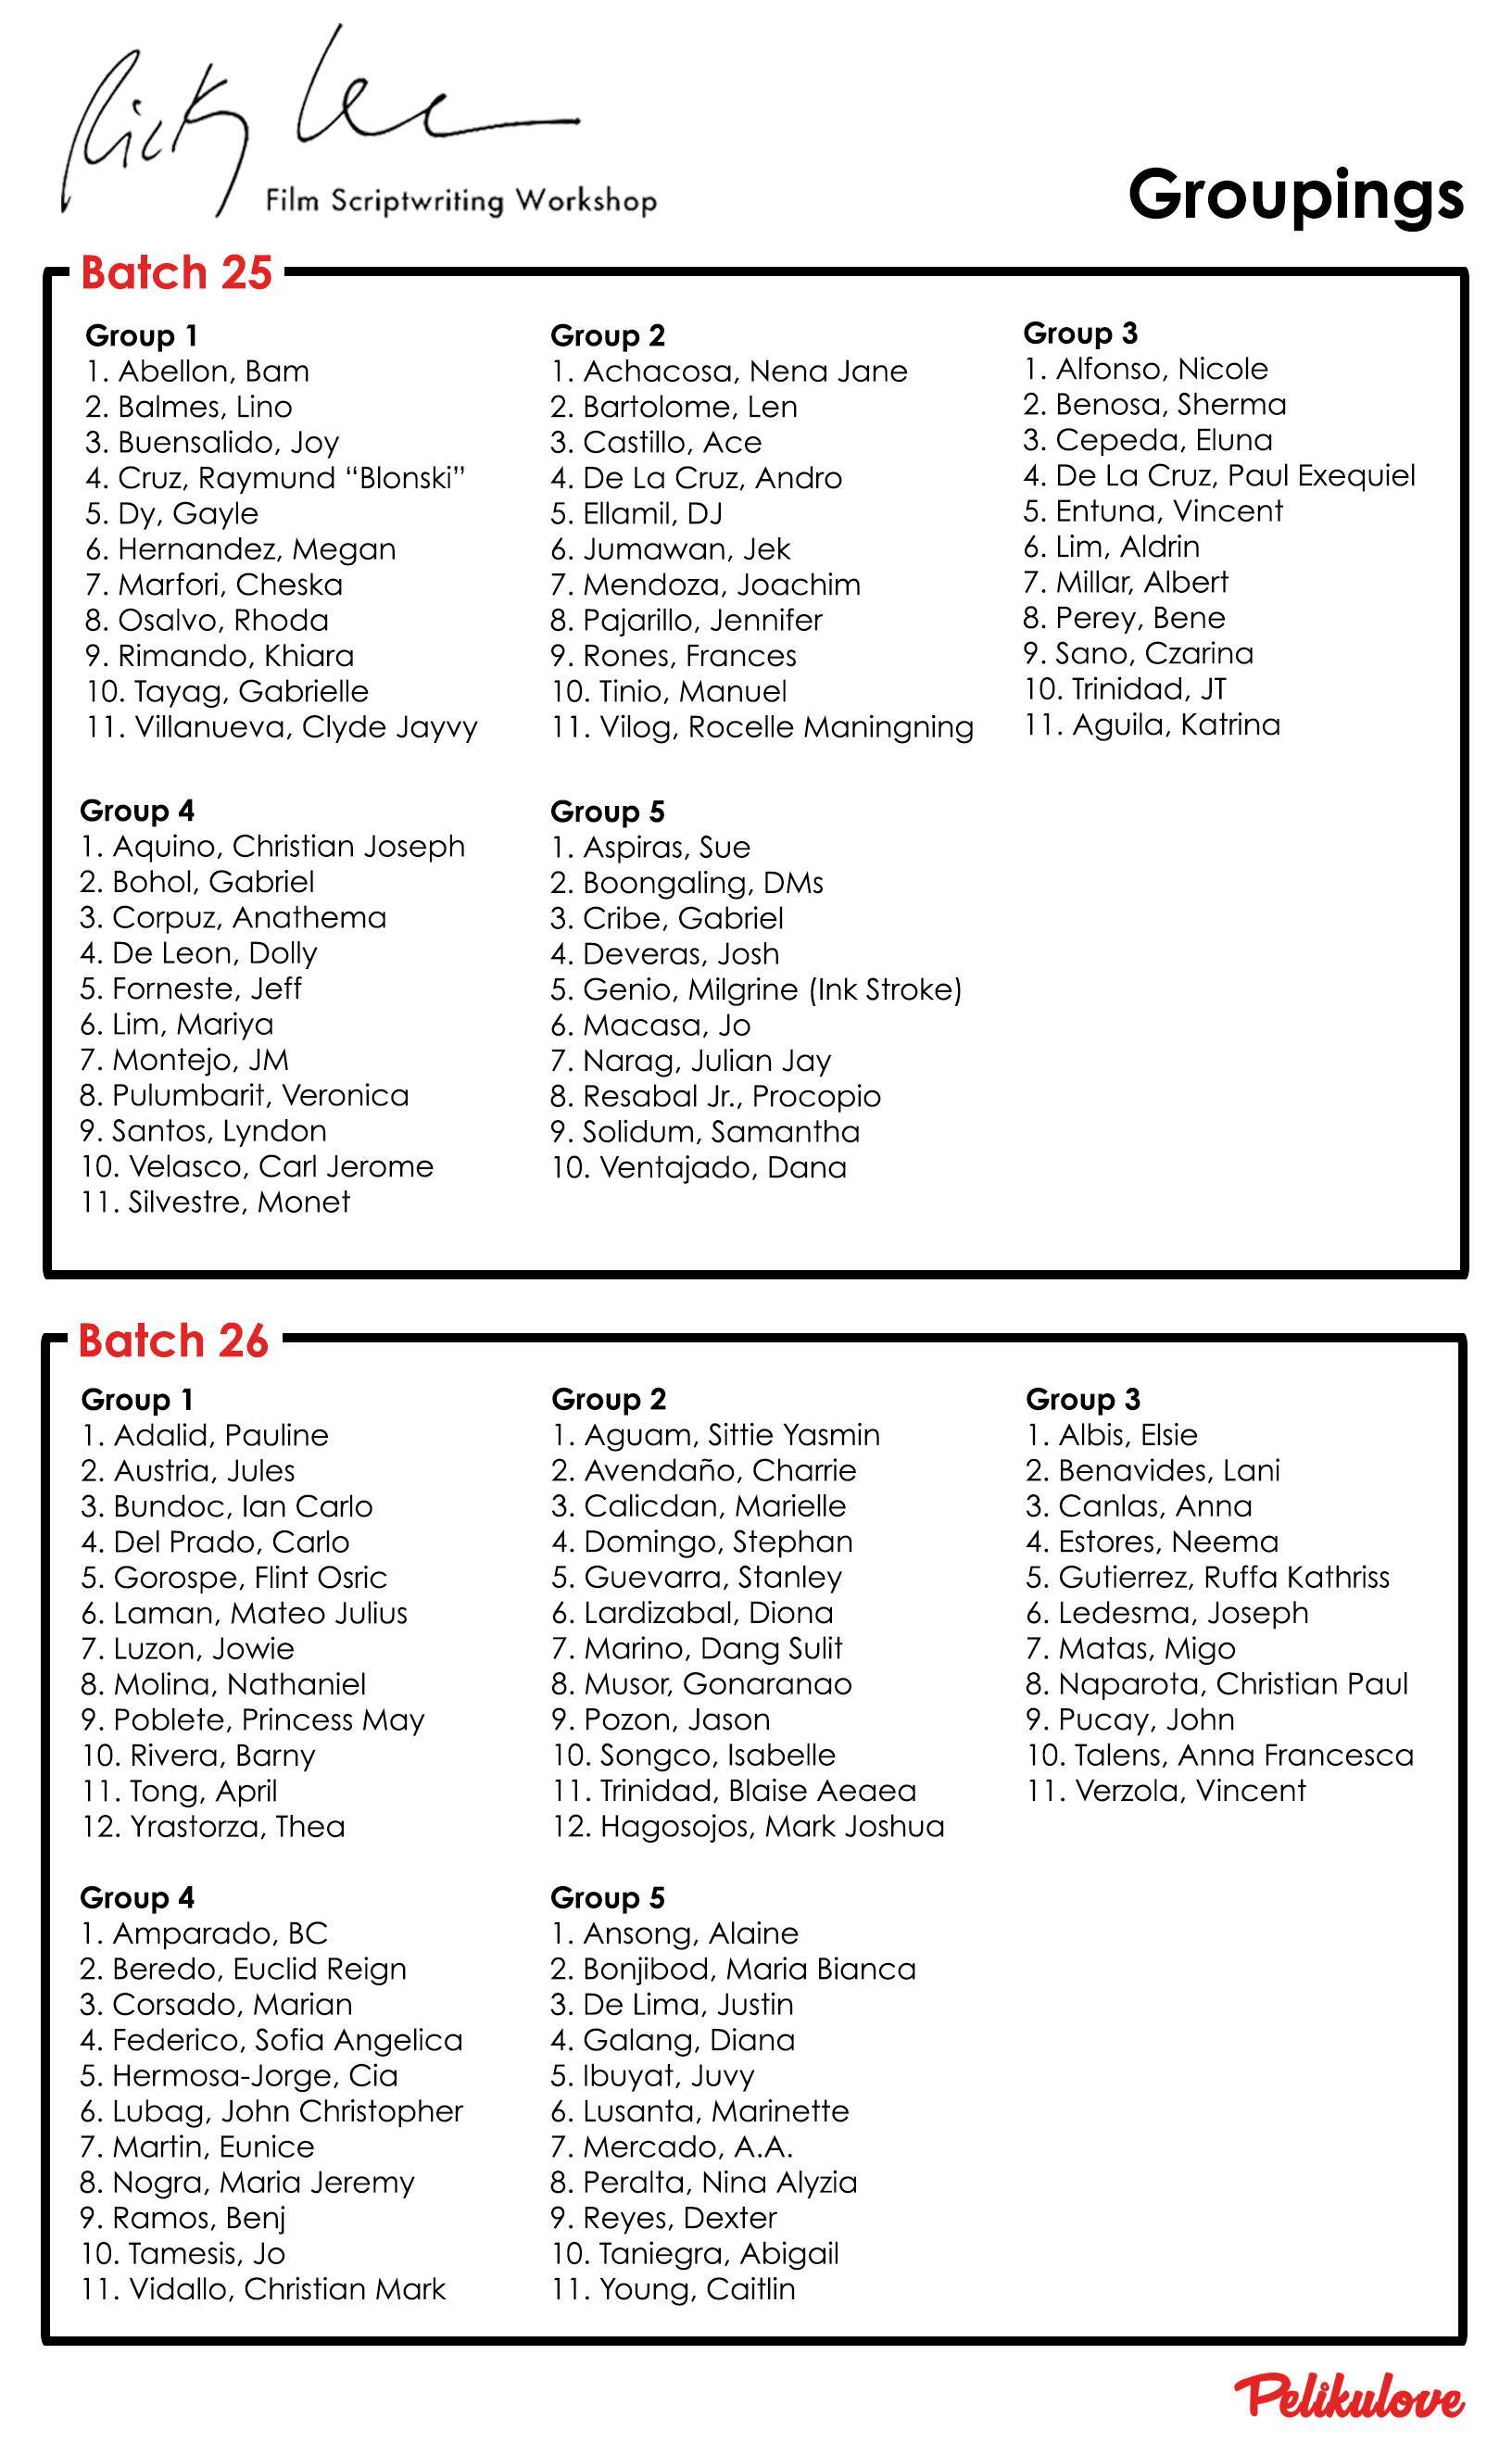 Ricky Lee
Film Scriptwriting Workshop
Groupings
Batch 25
Group 1
1. Abellon, Bam
2. Balmes, Lino
3. Buensalido, Joy
4. Cruz, Raymund “Blonski”
5. Dy, Gayle
6. Hernandez, Megan
7. Marfori, Cheska
8. Osalvo, Rhoda
9. Rimando, Khiara
10. Tayag, Gabrielle
11. Villanueva, Clyde Jayvy
Group 2
1. Achacosa, Nena Jane
2. Bartolome, Len
3. Castillo, Ace
4. De La Cruz, Andro
5. Ellamil, DJ
6. Jumawan, Jek
7. Mendoza, Joachim
8. Pajarillo, Jennifer
9. Rones, Frances
10. Tinio, Manuel
11. Vilog, Rocelle Maningning
Group 3
1. Alfonso, Nicole
2. Benosa, Sherma
3. Cepeda, Eluna
4. De La Cruz, Paul Exequiel
5. Entuna, Vincent
6. Lim, Aldrin
7. Millar, Albert
8. Perey, Bene
9. Sano, Czarina
10. Trinidad, JT
11. Aguila, Katrina
Group 4
1. Aquino, Christian Joseph
2. Bohol, Gabriel
3. Corpuz, Anathema
4. De Leon, Dolly
5. Forneste, Jeff
6. Lim, Mariya
7. Montejo, JM
8. Pulumbarit, Veronica
9. Santos, Lyndon
10. Velasco, Carl Jerome
11. Silvestre, Monet
Group 5
1. Aspiras, Sue
2. Boongaling, DMs
3. Cribe, Gabriel
4. Deveras, Josh
5. Genio, Milgrine (Ink Stroke)
6. Macasa, Jo
7. Narag, Julian Jay
8. Resabal Jr., Procopio
9. Solidum, Samantha
10. Ventajado, Dana
Batch 26
Group 1
1. Adalid, Pauline
2. Austria, Jules
3. Bundoc, Ian Carlo
4. Del Prado, Carlo
5. Gorospe, Flint Osric
6. Laman, Mateo Julius
7. Luzon, Jowie
8. Molina, Nathaniel
9. Poblete, Princess May
10. Rivera, Barny
11. Tong, April
12. Yrastorza, Thea
Group 2
1. Aguam, Sittie Yasmin
2. Avendaño, Charrie
3. Calicdan, Marielle
4. Domingo, Stephan
5. Guevarra, Stanley
6. Lardizabal, Diona
7. Marino, Dang Sulit
8. Musor, Gonaranao
9. Pozon, Jason
10. Songco, Isabelle
11. Trinidad, Blaise Aeaea
12. Hagosojos, Mark Joshua
Group 3
1. Albis, Elsie
2. Benavides, Lani
3. Canlas, Anna
4. Estores, Neema
5. Gutierrez, Ruffa Kathriss
6. Ledesma, Joseph
7. Matas, Migo
8. Naparota, Christian Paul
9. Pucay, John
10. Talens, Anna Francesca
11. Verzola, Vincent
Group 4
1. Amparado, BC
2. Beredo, Euclid Reign
3. Corsado, Marian
4. Federico, Sofia Angelica
5. Hermosa-Jorge, Cia
6. Lubag, John Christopher
7. Martin, Eunice
8. Nogra, Maria Jeremy
9. Ramos, Benj
10. Tamesis, Jo
11. Vidallo, Christian Mark
Group 5
1. Ansong, Alaine
2. Bonjibod, Maria Bianca
3. De Lima, Justin
4. Galang, Diana
5. Ibuyat, Juvy
6. Lusanta, Marinette
7. Mercado, A.A.
8. Peralta, Nina Alyzia
9. Reyes, Dexter
10. Taniegra, Abigail
11. Young, Caitlin
Pelikulove